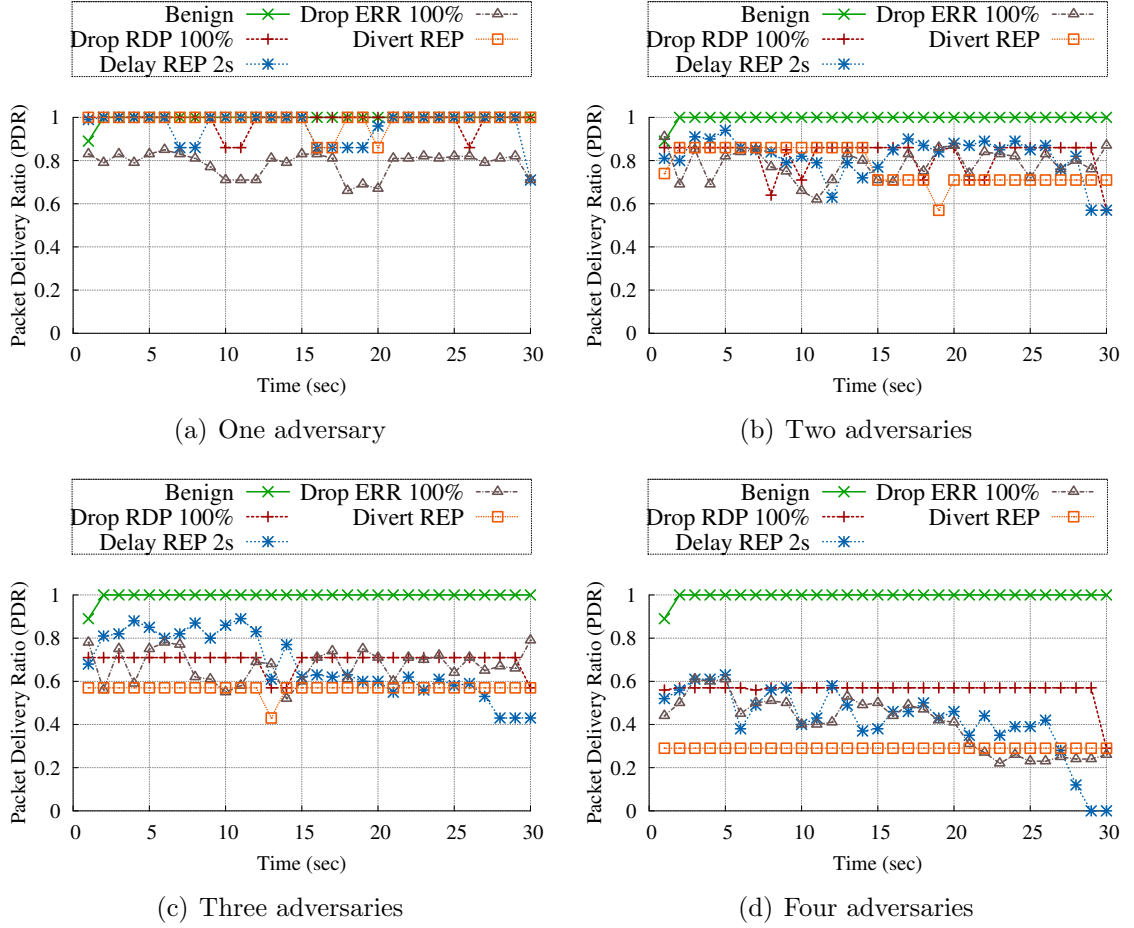 Benign Drop ERR 100%
Drop RDP 100% Divert REP
Delay REP 2s
Packet Delivery Ratio (PDR)
1
0.8
0.6
0.4
0.2
0
0 5 10 15 20 25 30
Time (sec)
(a) One adversary
Benign Drop ERR 100%
Drop RDP 100% Divert REP
Delay REP 2s
Packet Delivery Ratio (PDR)
1
0.8
0.6
0.4
0.2
0
0 5 10 15 20 25 30
Time (sec)
(b) Two adversaries
Benign Drop ERR 100%
Drop RDP 100% Divert REP
Delay REP 2s
Packet Delivery Ratio (PDR)
1
0.8
0.6
0.4
0.2
0
0 5 10 15 20 25 30
Time (sec)
(c) Three adversaries
Benign Drop ERR 100%
Drop RDP 100% Divert REP
Delay REP 2s
Packet Delivery Ratio (PDR)
1
0.8
0.6
0.4
0.2
0
0 5 10 15 20 25 30
Time (sec)
(d) Four adversaries